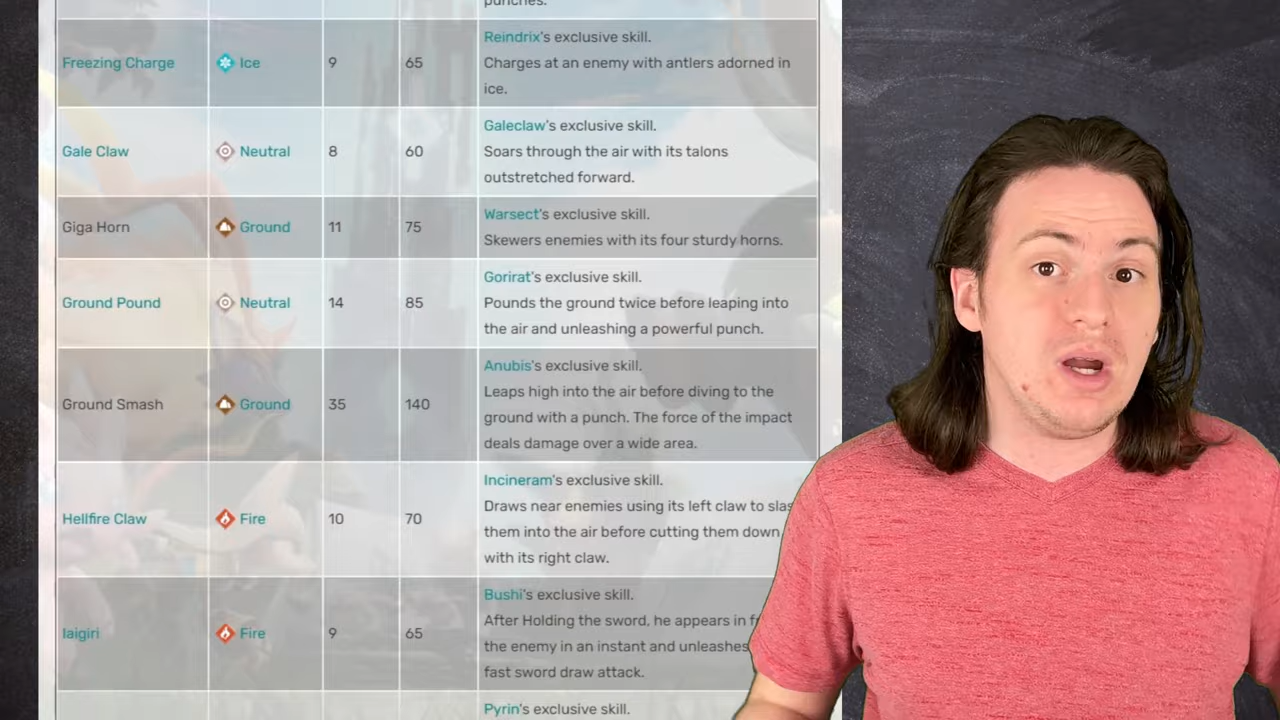 punches.
Freezing Charge Ice 9 65 Reindrix's exclusive skill.
Charges at an enemy with antlers adorned in
ice.
Gale Claw Neutral 8 60 Galeclaw's exclusive skill.
Soars through the air with its talons
outstretched forward.
Giga Horn Ground 11 75 Warsect's exclusive skill.
Skewers enemies with its four sturdy horns.
Ground Pound Neutral 14 85 Gorirat's exclusive skill.
Pounds the ground twice before leaping into
the air and unleashing a powerful punch.
Ground Smash Ground 35 140 Anubis's exclusive skill.
Leaps high into the air before diving to the
ground with a punch. The force of the impact
deals damage over a wide area.
Hellfire Claw Fire 10 70 Incineram's exclusive skill.
Draws near enemies using its left claw to
them into the air before cutting them down
with its right claw.
Iaigiri Fire 9 65 Bushi's exclusive skill.
After Holding the sword, he appears in
the enemy in an instant and unleashes
fast sword draw attack.
Pyrin's exclusive skill.